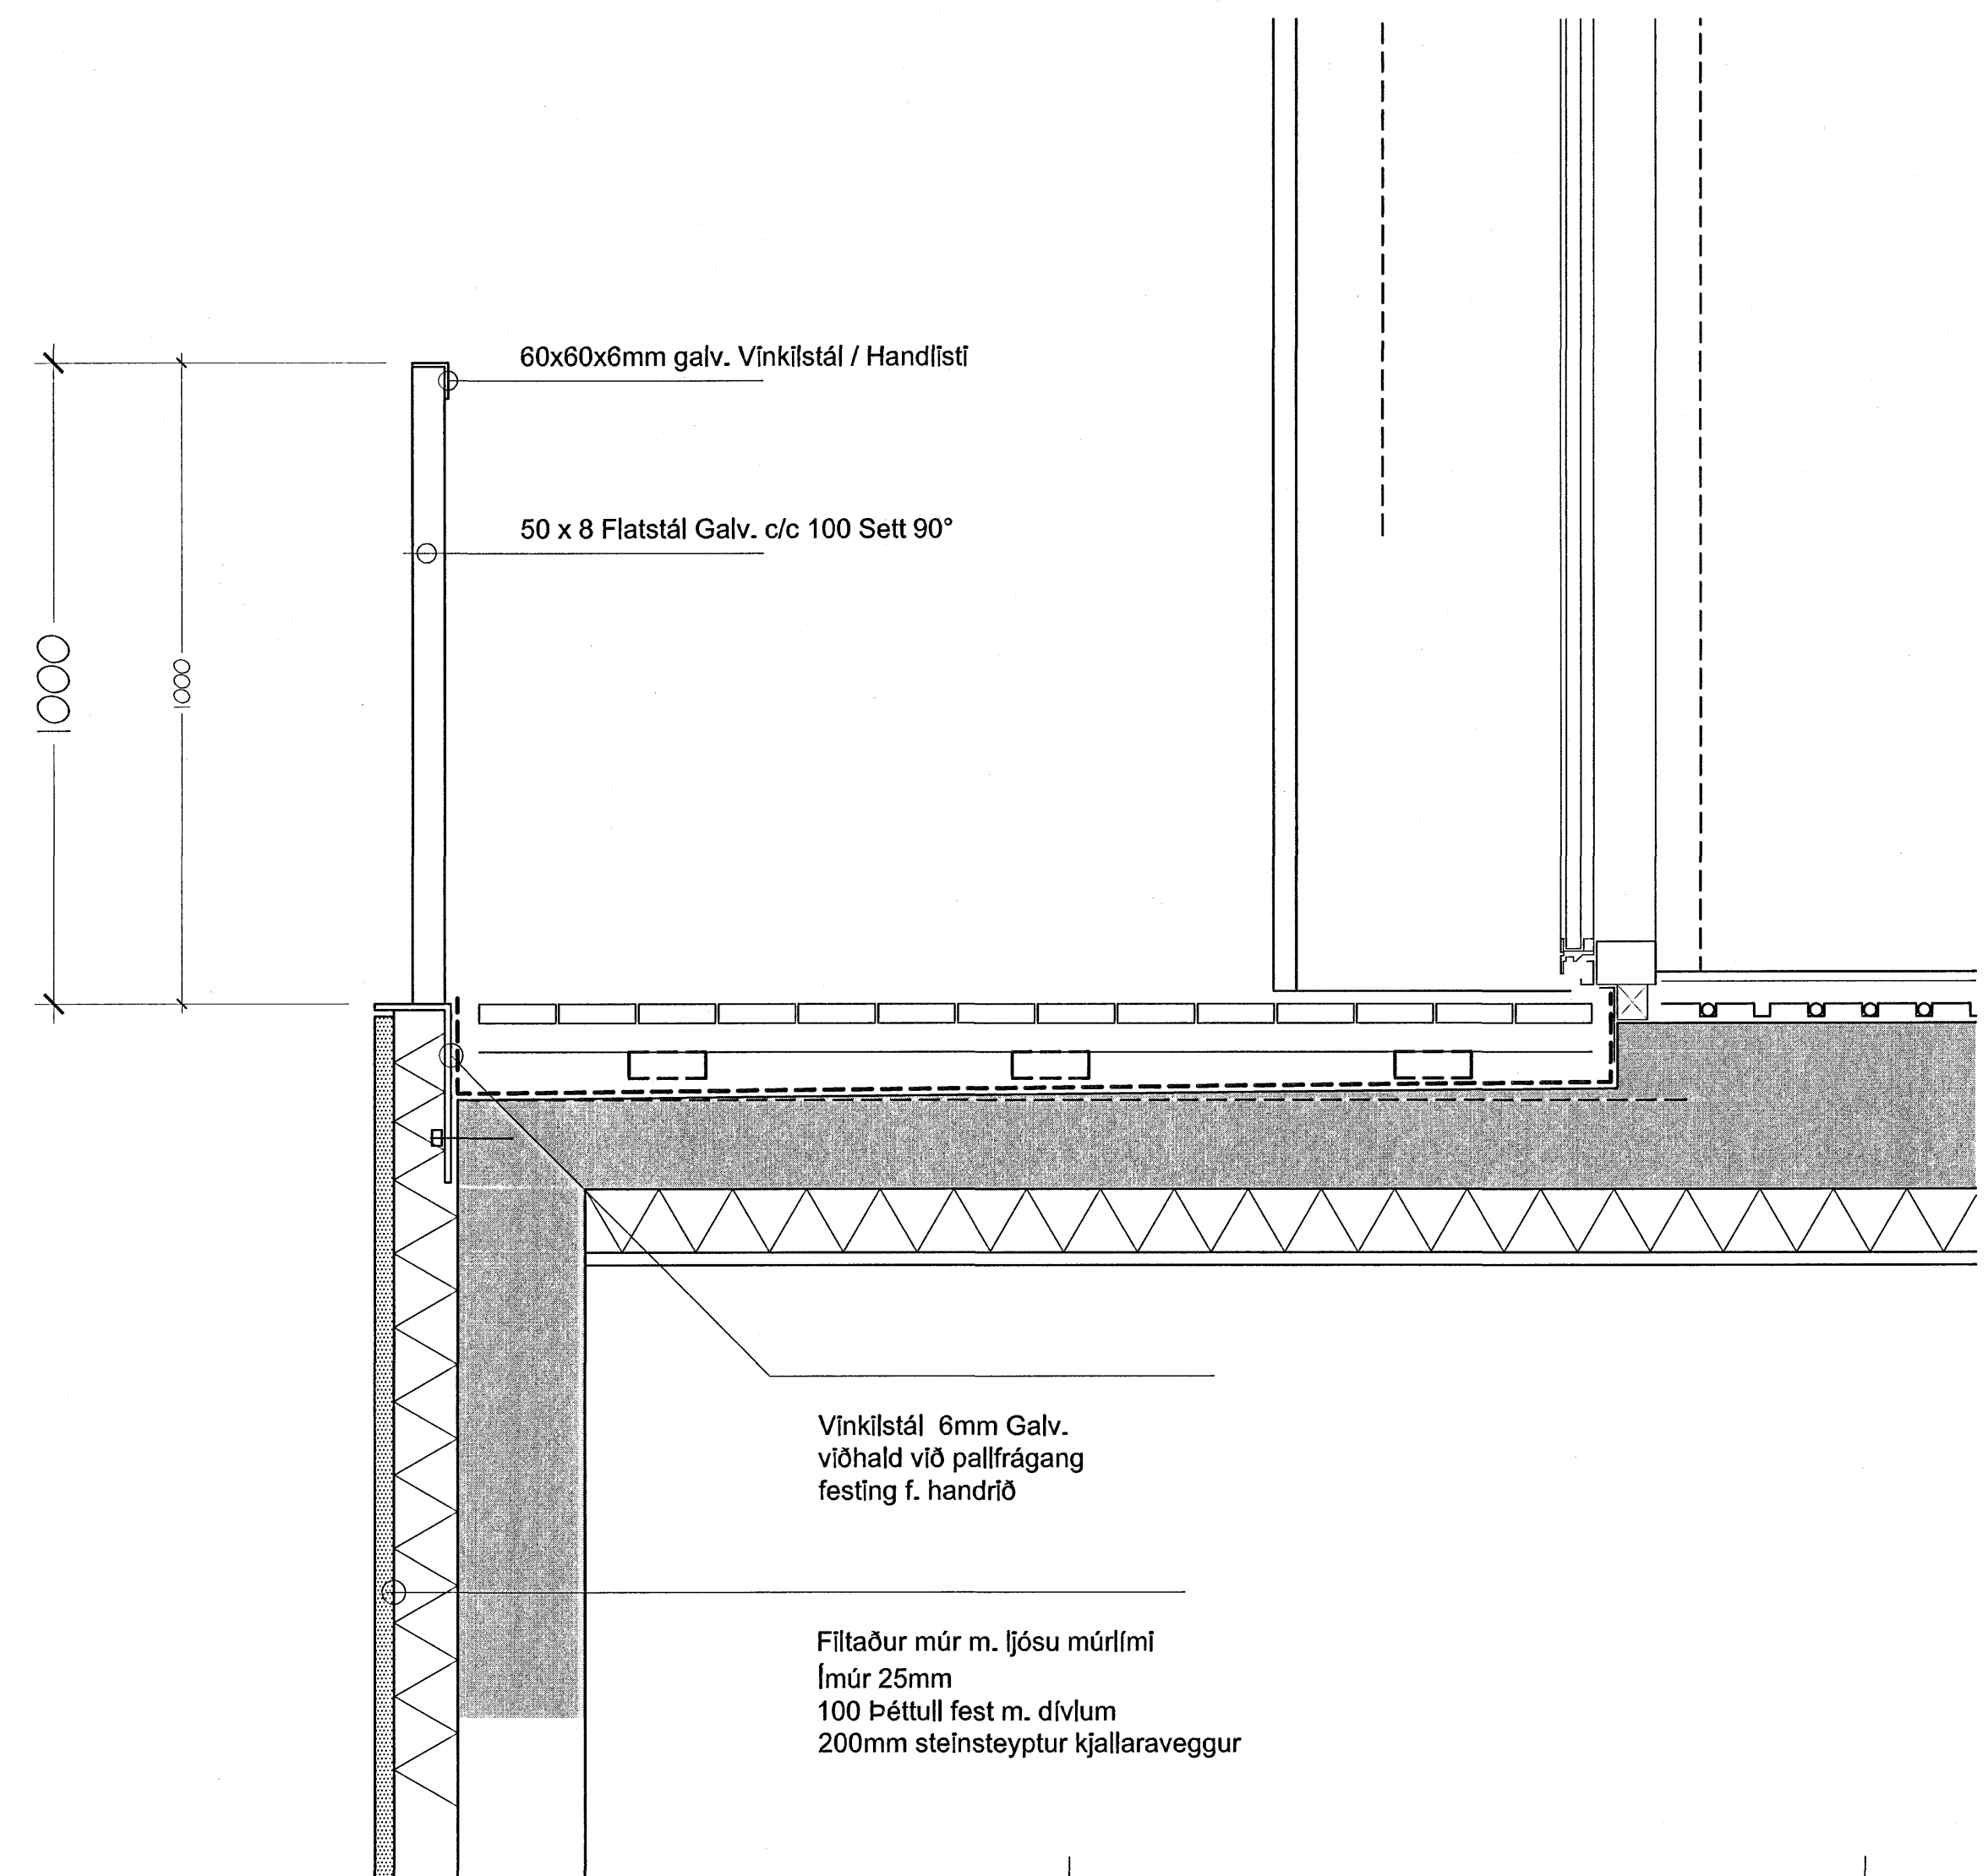 60x60x6mm galv. Vinkilstál / Handlisti
50 x 8 Flatstál Galv. c/c 100 Sett 90°
1000
1000
Vinkilstál 6mm Galv.
viðhald við pallfrágang
festing f. handrið
Filtaður múr m. ljósu múrlími
Ímúr 25mm
100 Þéttull fest m. dívlum
200mm steinsteyptur kjallaraveggur